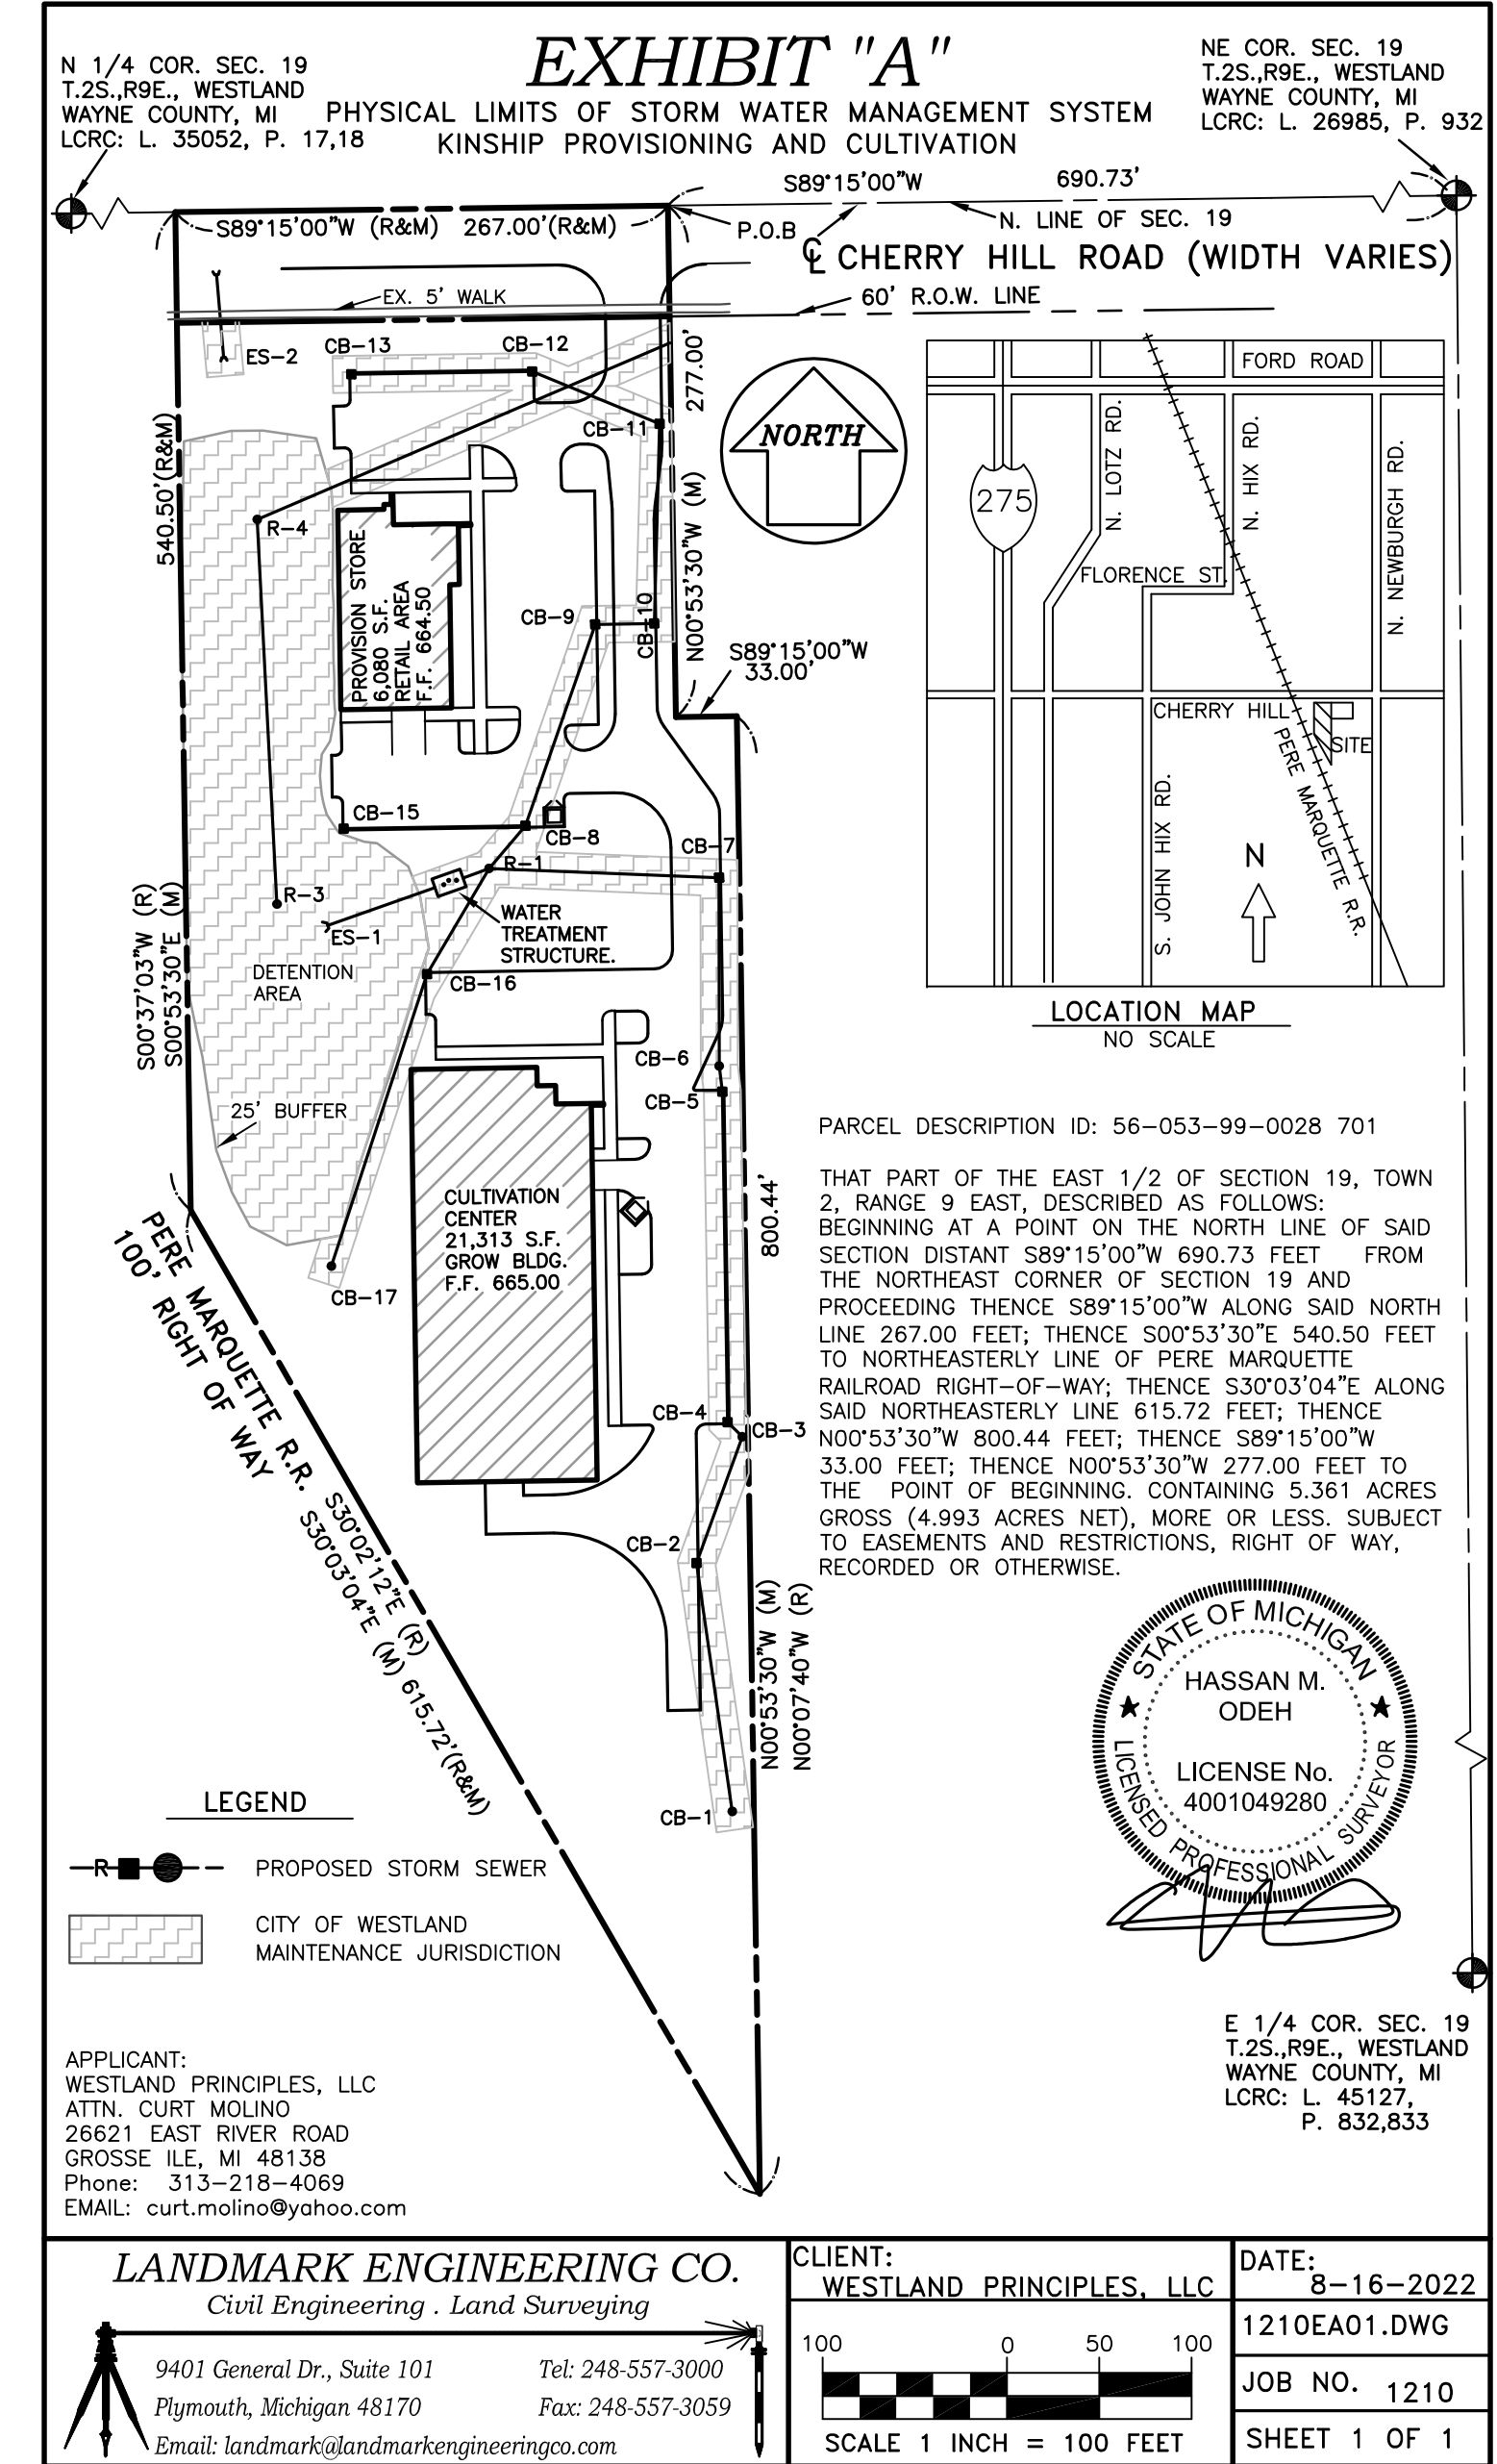 EXHIBIT "A"
PHYSICAL LIMITS OF STORM WATER MANAGEMENT SYSTEM
KINSHIP PROVISIONING AND CULTIVATION
N 1/4 COR. SEC. 19
T.2S.,R9E., WESTLAND
WAYNE COUNTY, MI
LCRC: L. 35052, P. 17,18
NE COR. SEC. 19
T.2S.,R9E., WESTLAND
WAYNE COUNTY, MI
LCRC: L. 26985, P. 932
S89°15'00"W 690.73'
S89°15'00"W (R&M) 267.00'(R&M)
P.O.B
N. LINE OF SEC. 19
℄ CHERRY HILL ROAD (WIDTH VARIES)
EX. 5' WALK
60' R.O.W. LINE
ES-2
CB-13
CB-12
277.00'
CB-11
NORTH
540.50'(R&M)
R-4
PROVISION STORE
6,080 S.F.
RETAIL AREA
F.F. 664.50
N00°53'30"W (M)
CB-9
CB-10
S89°15'00"W
33.00'
CB-15
CB-8
CB-7
R-1
R-3
ES-1
WATER
TREATMENT
STRUCTURE.
S00°37'03"W (R)
S00°53'30"E (M)
DETENTION
AREA
CB-16
CB-6
CB-5
25' BUFFER
CULTIVATION
CENTER
21,313 S.F.
GROW BLDG.
F.F. 665.00
800.44'
CB-17
PERE MARQUETTE R.R.
100' RIGHT OF WAY
S30°02'12"E (R)
S30°03'04"E (M) 615.72'(R&M)
CB-4
CB-3
CB-2
N00°53'30"W (M)
N00°07'40"W (R)
CB-1
FORD ROAD
275
N. LOTZ RD.
N. HIX RD.
N. NEWBURGH RD.
FLORENCE ST.
CHERRY HILL
SITE
PERE MARQUETTE R.R.
S. JOHN HIX RD.
N
LOCATION MAP
NO SCALE
PARCEL DESCRIPTION ID: 56-053-99-0028 701
THAT PART OF THE EAST 1/2 OF SECTION 19, TOWN
2, RANGE 9 EAST, DESCRIBED AS FOLLOWS:
BEGINNING AT A POINT ON THE NORTH LINE OF SAID
SECTION DISTANT S89°15'00"W 690.73 FEET FROM
THE NORTHEAST CORNER OF SECTION 19 AND
PROCEEDING THENCE S89°15'00"W ALONG SAID NORTH
LINE 267.00 FEET; THENCE S00°53'30"E 540.50 FEET
TO NORTHEASTERLY LINE OF PERE MARQUETTE
RAILROAD RIGHT-OF-WAY; THENCE S30°03'04"E ALONG
SAID NORTHEASTERLY LINE 615.72 FEET; THENCE
N00°53'30"W 800.44 FEET; THENCE S89°15'00"W
33.00 FEET; THENCE N00°53'30"W 277.00 FEET TO
THE POINT OF BEGINNING. CONTAINING 5.361 ACRES
GROSS (4.993 ACRES NET), MORE OR LESS. SUBJECT
TO EASEMENTS AND RESTRICTIONS, RIGHT OF WAY,
RECORDED OR OTHERWISE.
STATE OF MICHIGAN
HASSAN M.
ODEH
LICENSE No.
4001049280
LICENSED PROFESSIONAL SURVEYOR
LEGEND
R
PROPOSED STORM SEWER
CITY OF WESTLAND
MAINTENANCE JURISDICTION
E 1/4 COR. SEC. 19
T.2S.,R9E., WESTLAND
WAYNE COUNTY, MI
LCRC: L. 45127,
P. 832,833
APPLICANT:
WESTLAND PRINCIPLES, LLC
ATTN. CURT MOLINO
26621 EAST RIVER ROAD
GROSSE ILE, MI 48138
Phone: 313-218-4069
EMAIL: curt.molino@yahoo.com
LANDMARK ENGINEERING CO.
Civil Engineering . Land Surveying
9401 General Dr., Suite 101 Tel: 248-557-3000
Plymouth, Michigan 48170 Fax: 248-557-3059
Email: landmark@landmarkengineeringco.com
CLIENT:
WESTLAND PRINCIPLES, LLC
100 0 50 100
SCALE 1 INCH = 100 FEET
DATE:
8-16-2022
1210EA01.DWG
JOB NO. 1210
SHEET 1 OF 1